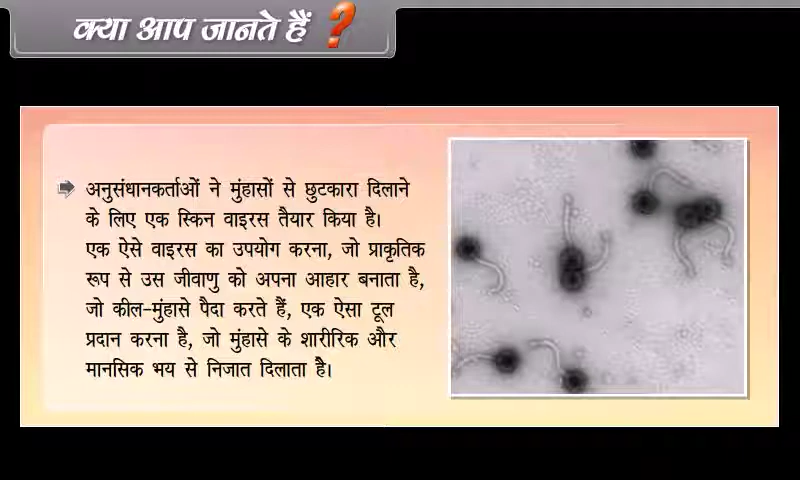 क्या आप जानते हैं ?
अनुसंधानकर्ताओं ने मुंहासों से छुटकारा दिलाने
के लिए एक स्किन वाइरस तैयार किया है।
एक ऐसे वाइरस का उपयोग करना, जो प्राकृतिक
रूप से उस जीवाणु को अपना आहार बनाता है,
जो कील-मुंहासे पैदा करते हैं, एक ऐसा टूल
प्रदान करना है, जो मुंहासे के शारीरिक और
मानसिक भय से निजात दिलाता है।